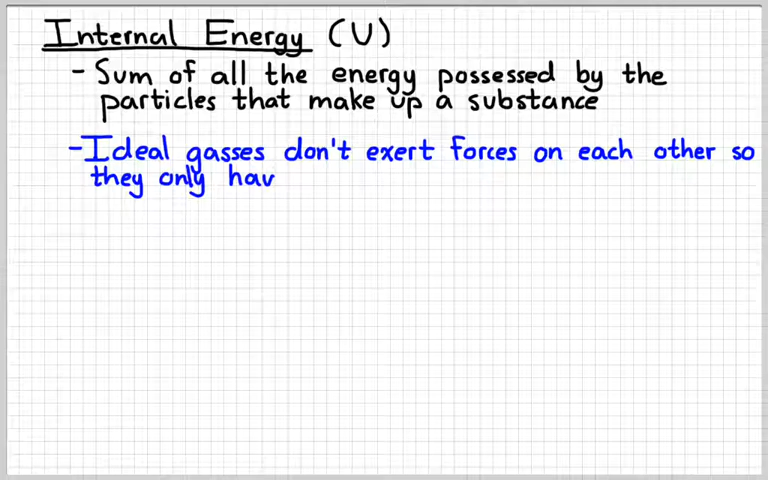 Internal Energy (U)
- Sum of all the energy possessed by the
particles that make up a substance
- Ideal gasses don't exert forces on each other so
they only hav